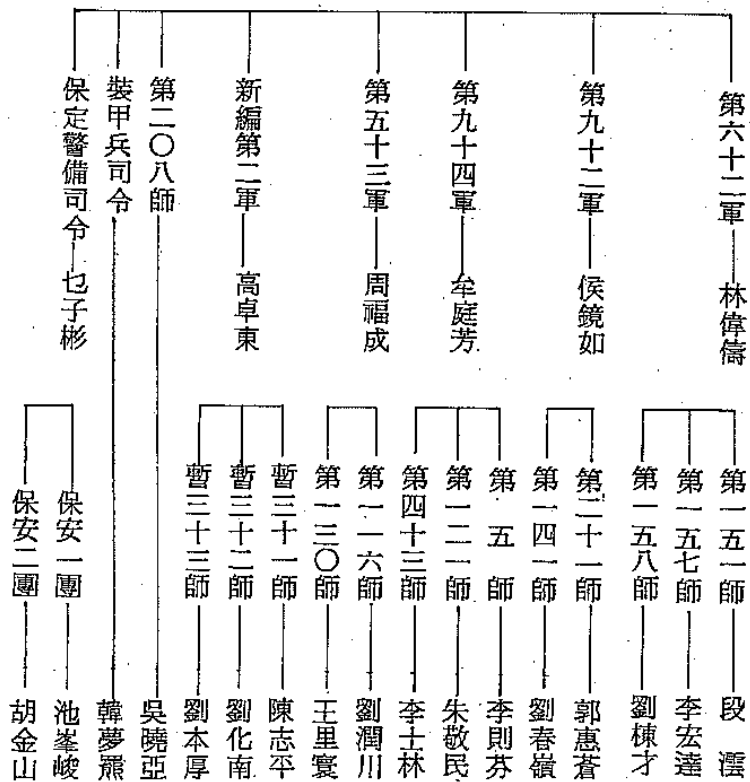 第六十二軍 林偉儔
第九十二軍 侯鏡如
第九十四軍 牟庭芳
第五十三軍 周福成
新編第二軍 高卓東
第二〇八師
裝甲兵司令
保定警備司令 乜子彬
第一五一師 段澐
第一五七師 李宏達
第一五八師 劉棟才
第二十一師 郭惠蒼
第一四一師 劉春嶺
第五師 李則芬
第一二一師 朱敬民
第四十三師 李士林
第一一六師 劉潤川
第一三〇師 王里寰
暫三十一師 陳志平
暫三十二師 劉化南
暫三十三師 劉本厚
吳曉亞
韓夢
保安一團 池峯峻
保安二團 胡金山